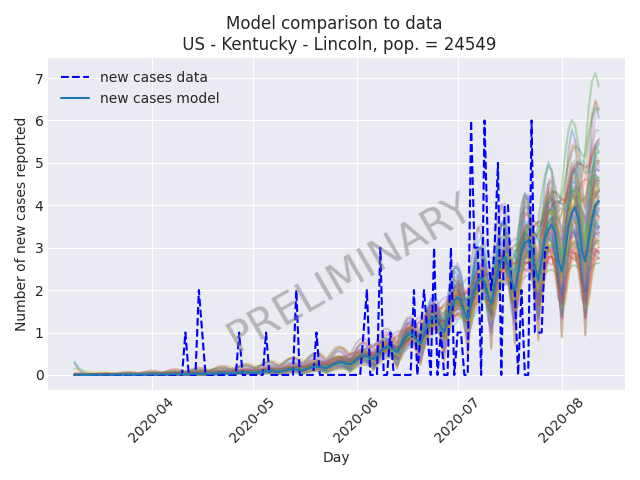 Model comparison to data
US - Kentucky - Lincoln, pop. = 24549
new cases data
new cases model
PRELIMINARY
Number of new cases reported
7
6
5
4
3
2
1
0
2020-04
2020-05
2020-06
2020-07
2020-08
Day